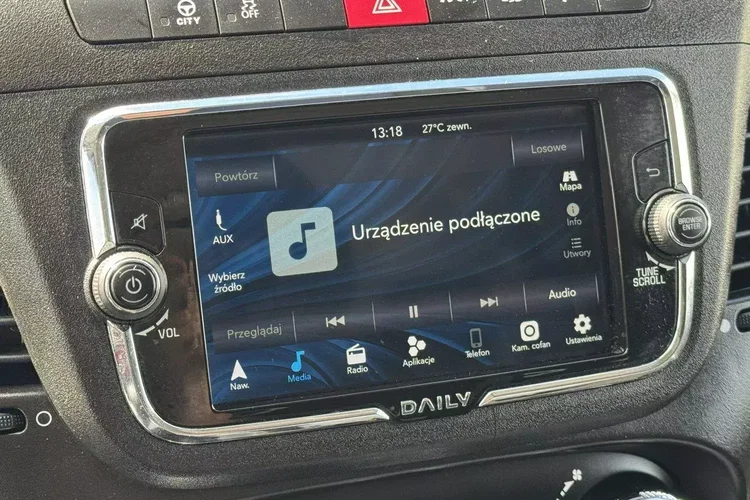 CITY
OFF
13:18 27°C zewn.
Powtórz
Losowe
AUX
Urządzenie podłączone
Mapa
Info
Utwory
Wybierz
źródło
Przeglądaj
Audio
Naw.
Media
Radio
Aplikacje
Telefon
Kam. cofan
Ustawienia
VOL
BROWSE
ENTER
TUNE
SCROLL
DAILY